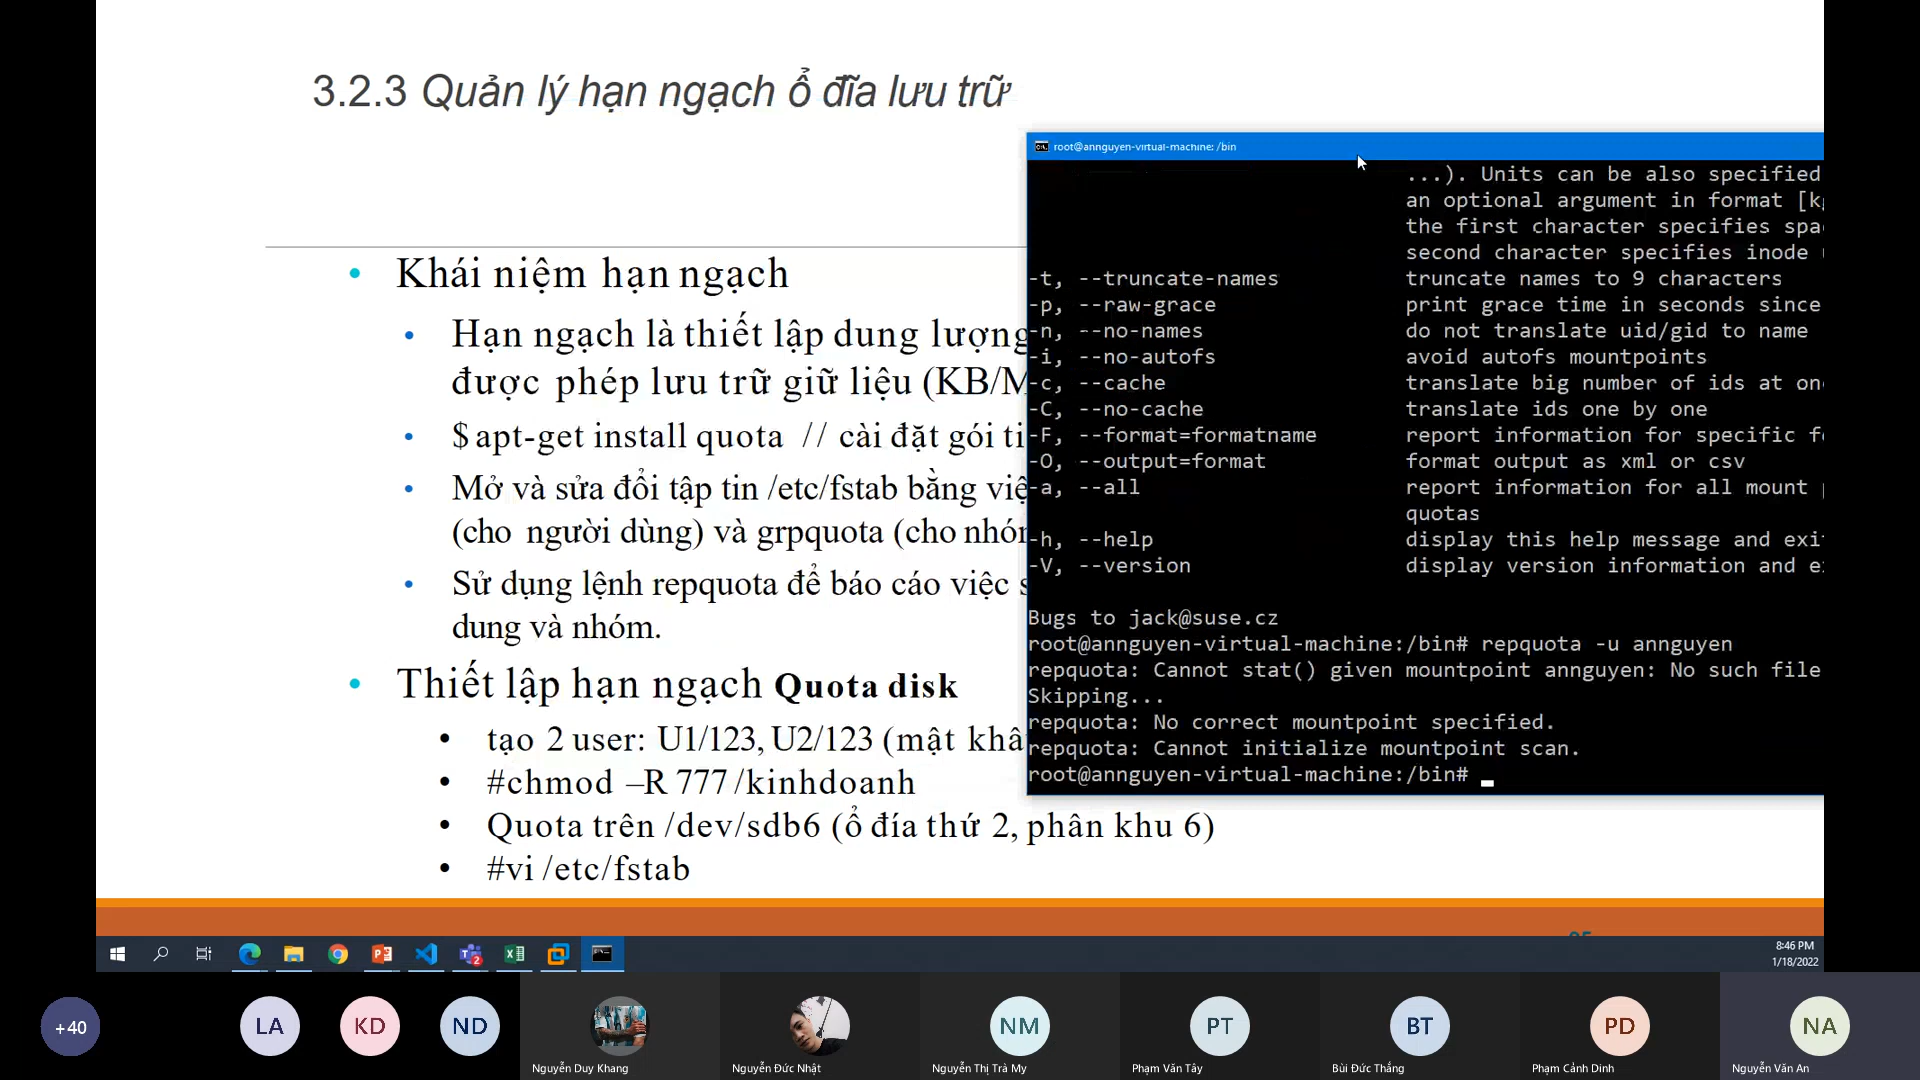 3.2.3 Quản lý hạn ngạch ổ đĩa lưu trữ
Khái niệm hạn ngạch
Hạn ngạch là thiết lập dung lượng
được phép lưu trữ giữ liệu (KB/M
$ apt-get install quota // cài đặt gói ti
Mở và sửa đổi tập tin /etc/fstab bằng việ
(cho người dùng) và grpquota (cho nhón
Sử dụng lệnh repquota để báo cáo việc s
dung và nhóm.
Thiết lập hạn ngạch Quota disk
tạo 2 user: U1/123, U2/123 (mật khâ
#chmod –R 777 /kinhdoanh
Quota trên /dev/sdb6 (ổ đía thứ 2, phân khu 6)
#vi /etc/fstab
root@annguyen-virtual-machine: /bin
...). Units can be also specified
an optional argument in format [kg
the first character specifies spa
second character specifies inode
-t, --truncate-names truncate names to 9 characters
-p, --raw-grace print grace time in seconds since
-n, --no-names do not translate uid/gid to name
-i, --no-autofs avoid autofs mountpoints
-c, --cache translate big number of ids at on
-C, --no-cache translate ids one by one
-F, --format=formatname report information for specific f
-O, --output=format format output as xml or csv
-a, --all report information for all mount
quotas
-h, --help display this help message and exi
-V, --version display version information and e
Bugs to jack@suse.cz
root@annguyen-virtual-machine:/bin# repquota -u annguyen
repquota: Cannot stat() given mountpoint annguyen: No such file
Skipping...
repquota: No correct mountpoint specified.
repquota: Cannot initialize mountpoint scan.
root@annguyen-virtual-machine:/bin#
8:46 PM
1/18/2022
+40
LA
KD
ND
NM
PT
BT
PD
NA
Nguyễn Duy Khang
Nguyễn Đức Nhật
Nguyễn Thị Trà My
Phạm Văn Tây
Bùi Đức Thắng
Phạm Cảnh Dinh
Nguyễn Văn An